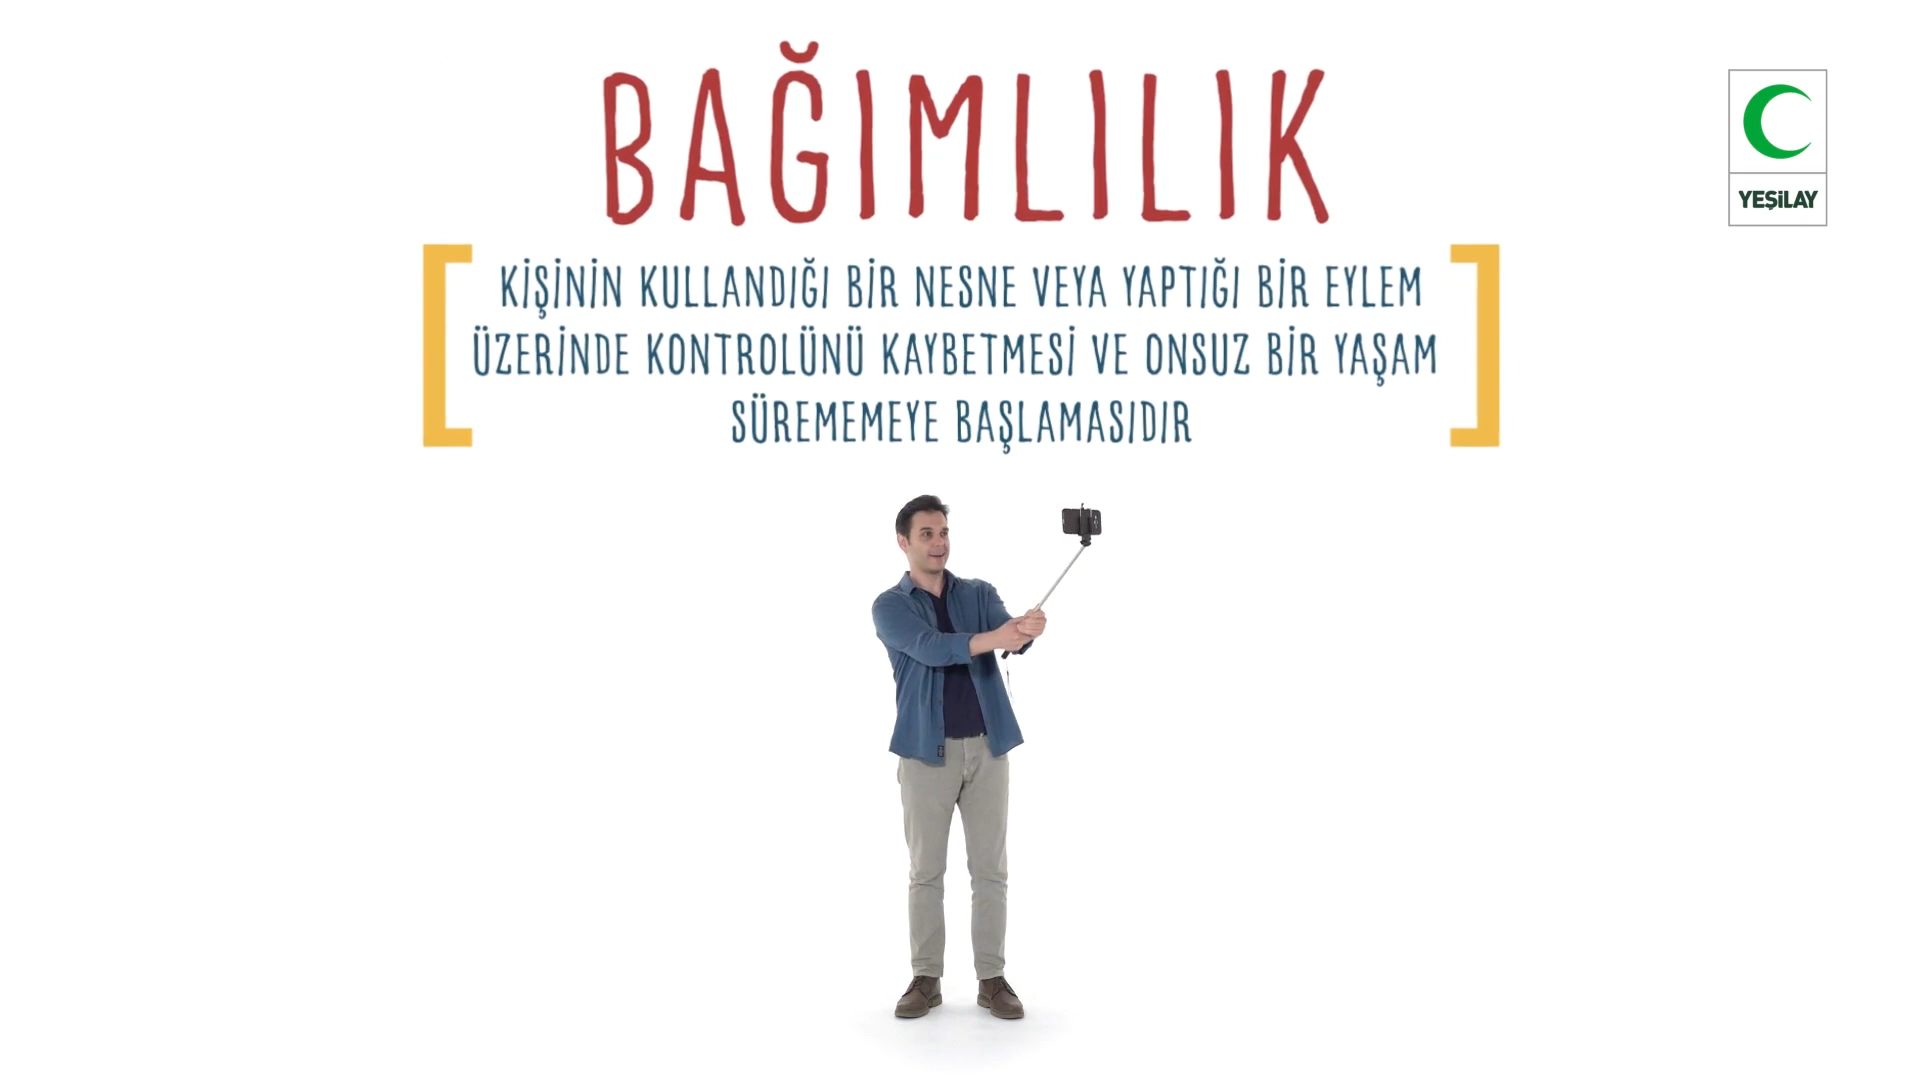 BAĞIMLILIK
KİŞİNİN KULLANDIĞI BİR NESNE VEYA YAPTIĞI BİR EYLEM
ÜZERİNDE KONTROLÜNÜ KAYBETMESİ VE ONSUZ BİR YAŞAM
SÜREMEMEYE BAŞLAMASIDIR
YEŞİLAY